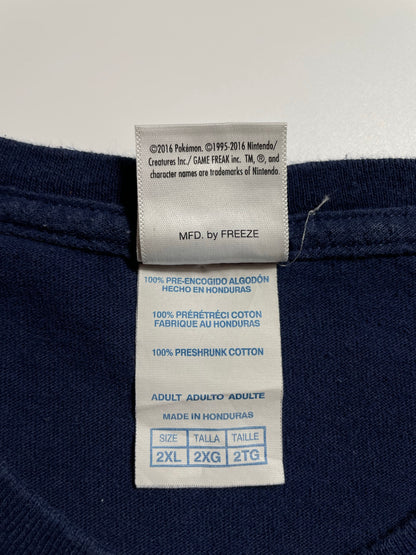 ©2016 Pokémon. ©1995-2016 Nintendo/
Creatures Inc./ GAME FREAK inc. TM, ®, and
character names are trademarks of Nintendo.
MFD. by FREEZE
100% PRE-ENCOGIDO ALGODÓN
HECHO EN HONDURAS
100% PRÉRÉTRÉCI COTON
FABRIQUE AU HONDURAS
100% PRESHRUNK COTTON
ADULT ADULTO ADULTE
MADE IN HONDURAS
SIZE TALLA TAILLE
2XL 2XG 2TG